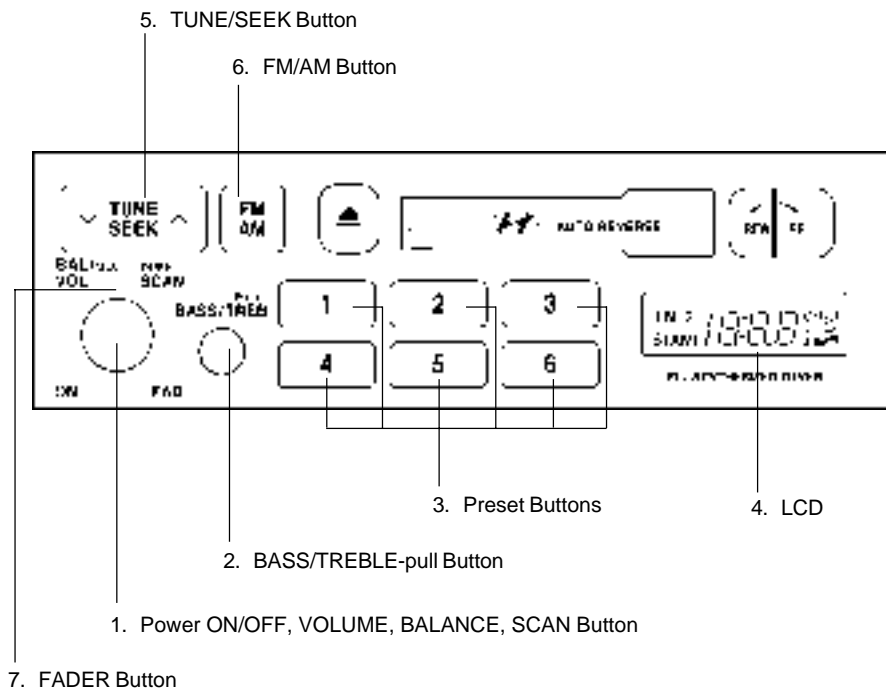 5. TUNE/SEEK Button
6. FM/AM Button
TUNE
SEEK
FM
AM
AUTO REVERSE
BAL
VOL
SCAN
BASS/TREB
1
2
3
4
5
6
ON
FAD
3. Preset Buttons
4. LCD
2. BASS/TREBLE-pull Button
1. Power ON/OFF, VOLUME, BALANCE, SCAN Button
7. FADER Button